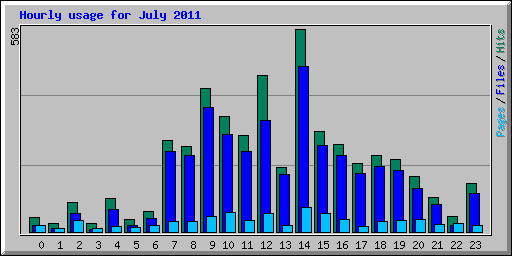 Hourly usage for July 2011
583
Pages / Files / Hits
0 1 2 3 4 5 6 7 8 9 10 11 12 13 14 15 16 17 18 19 20 21 22 23